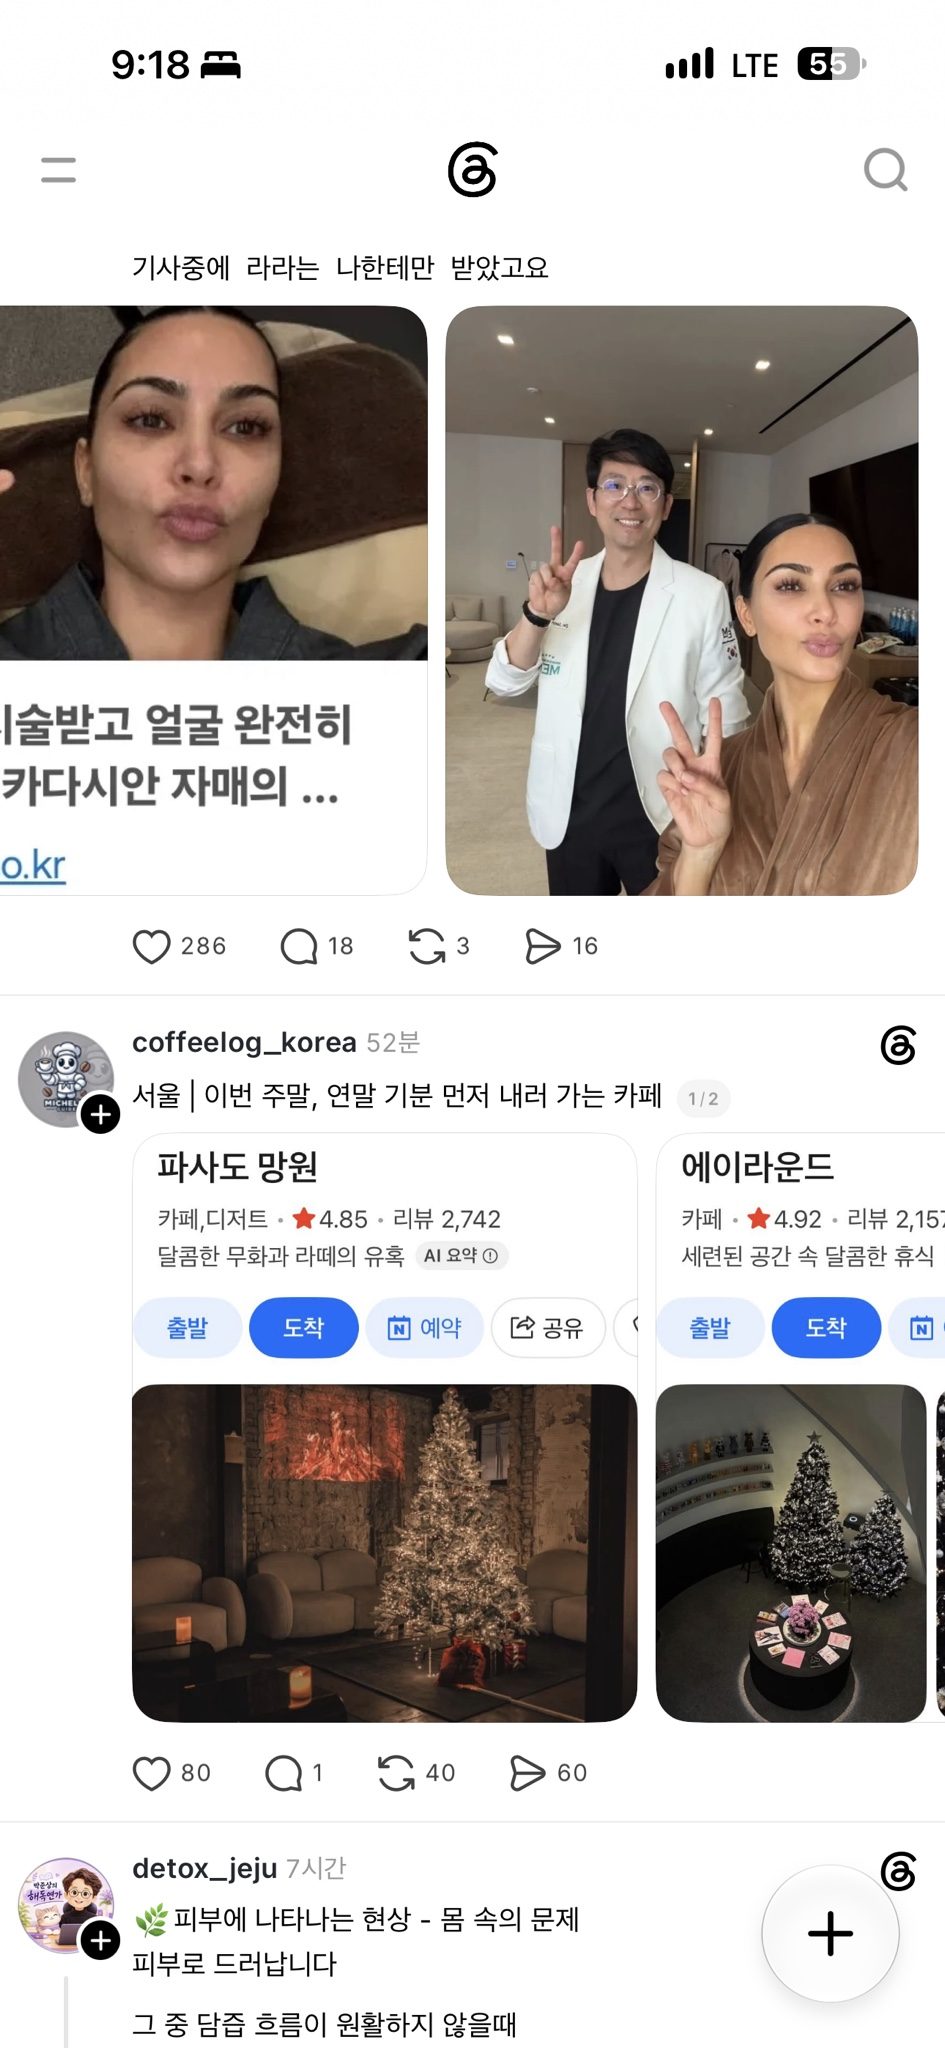 9:18
LTE
55
기사중에 라라는 나한테만 받았고요
시술받고 얼굴 완전히
카다시안 자매의 ...
o.kr
286
18
3
16
coffeelog_korea 52분
서울 | 이번 주말, 연말 기분 먼저 내러 가는 카페 1/2
파사도 망원
카페,디저트 · 4.85 · 리뷰 2,742
달콤한 무화과 라떼의 유혹 AI 요약
출발
도착
N 예약
공유
에이라운드
카페 · 4.92 · 리뷰 2,157
세련된 공간 속 달콤한 휴식
출발
도착
N
80
1
40
60
detox_jeju 7시간
박준상의
해독연가
🌿피부에 나타나는 현상 - 몸 속의 문제
피부로 드러납니다
그 중 담즙 흐름이 원활하지 않을때